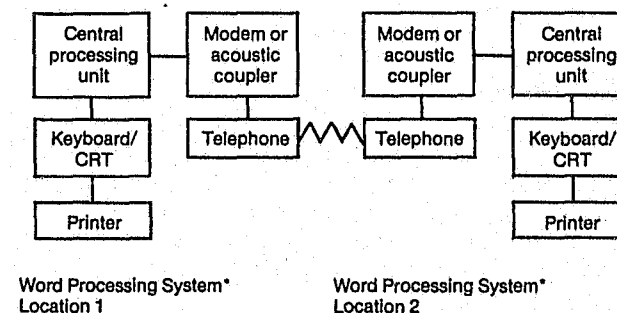 Central
processing
unit
Modem or
acoustic
coupler
Modem or
acoustic
coupler
Central
processing
unit
Keyboard/
CRT
Telephone
Telephone
Keyboard/
CRT
Printer
Printer
Word Processing System*
Location 1
Word Processing System*
Location 2